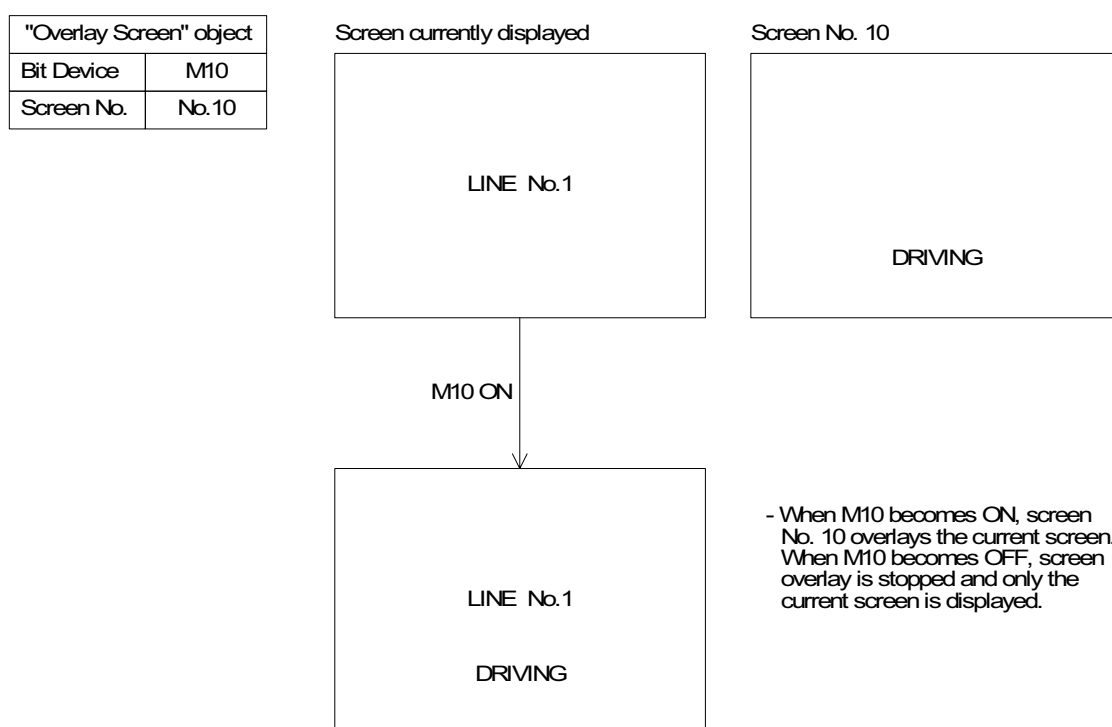 "Overlay Screen" object
Bit Device M10
Screen No. No.10
Screen currently displayed
LINE No.1
Screen No. 10
DRIVING
M10 ON
LINE No.1
DRIVING
- When M10 becomes ON, screen
No. 10 overlays the current screen.
When M10 becomes OFF, screen
overlay is stopped and only the
current screen is displayed.